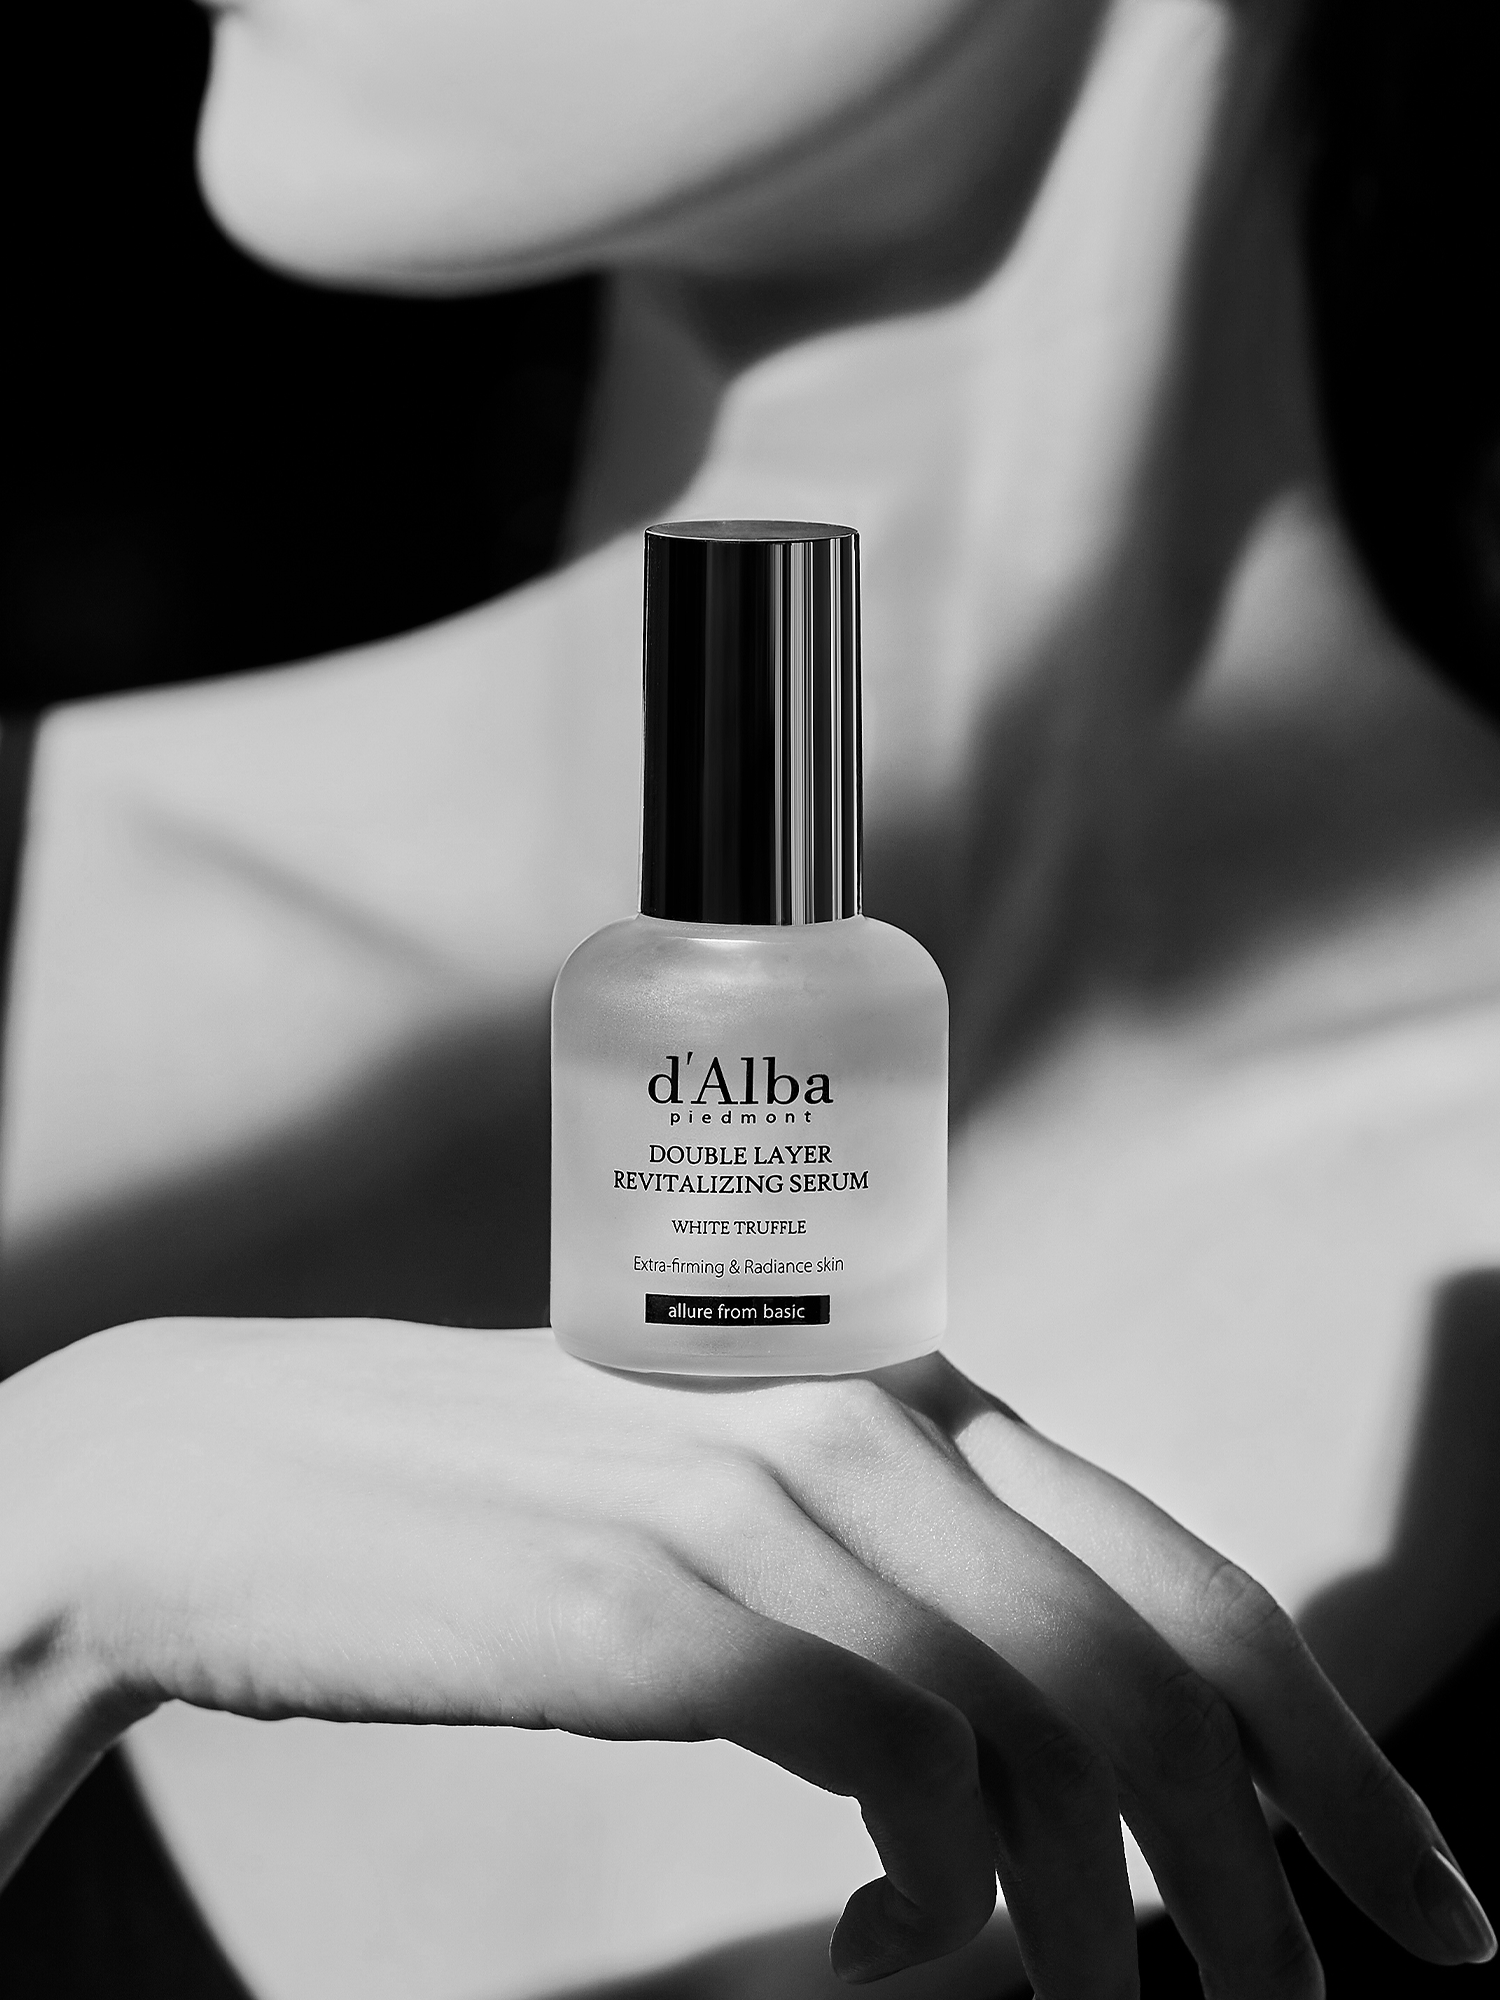 d'Alba
piedmont
DOUBLE LAYER
REVITALIZING SERUM
WHITE TRUFFLE
Extra-firming & Radiance skin
allure from basic